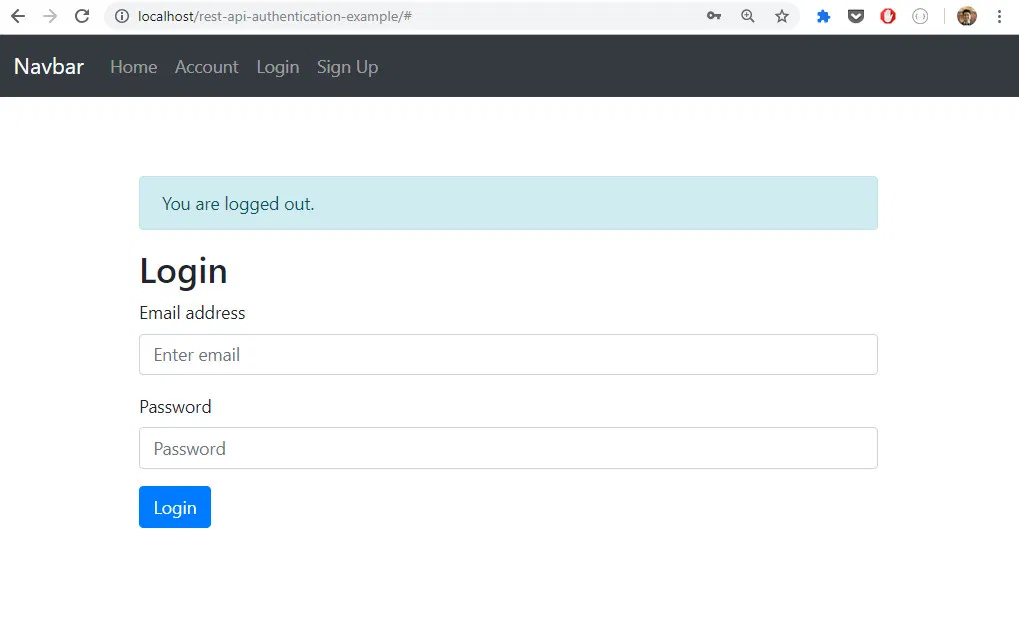 localhost/rest-api-authentication-example/#
Navbar Home Account Login Sign Up
You are logged out.
Login
Email address
Enter email
Password
Password
Login